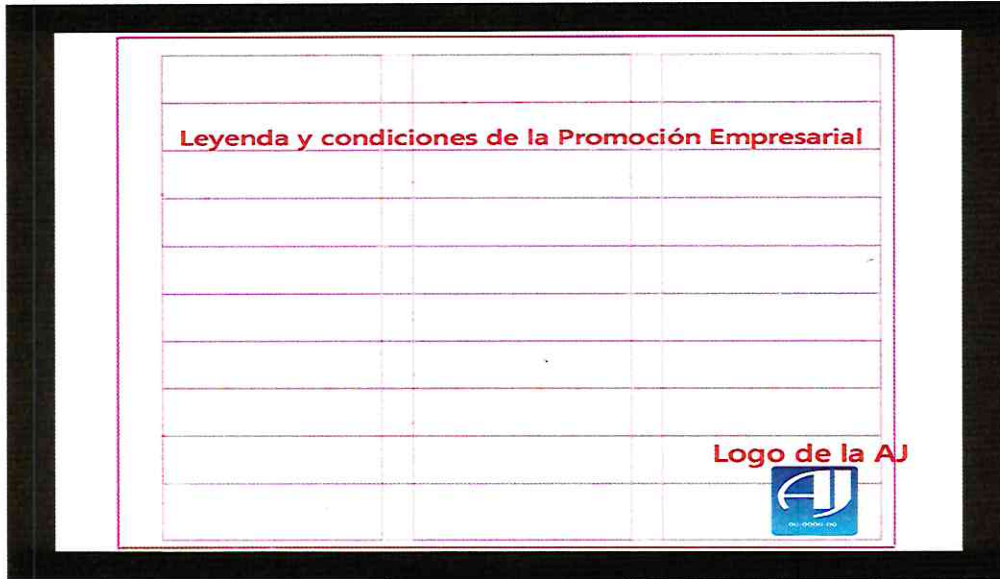 Leyenda y condiciones de la Promoción Empresarial
Logo de la AJ
AJ